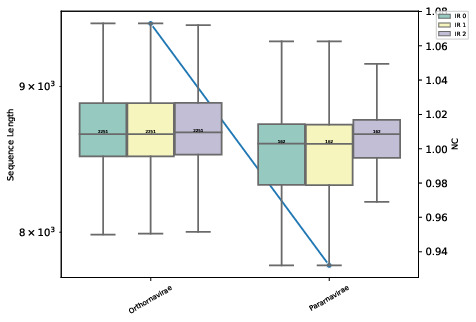 1.08
IR 0
IR 1
IR 2
1.06
1.04
1.02
1.00
0.98
0.96
0.94
NC
9 × 10³
8 × 10³
Sequence Length
2251 2251 2251
162 162 162
Orthornavirae
Pararnavirae